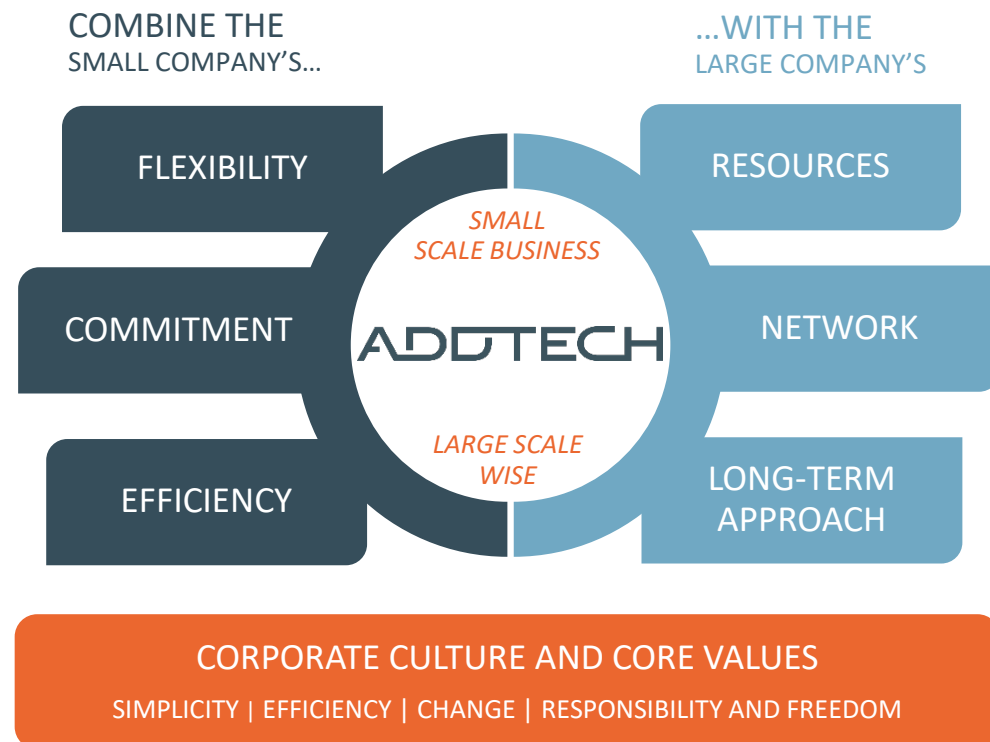 COMBINE THE
SMALL COMPANY'S...
...WITH THE
LARGE COMPANY'S
FLEXIBILITY
COMMITMENT
EFFICIENCY
SMALL
SCALE BUSINESS
ADDTECH
LARGE SCALE
WISE
RESOURCES
NETWORK
LONG-TERM
APPROACH
CORPORATE CULTURE AND CORE VALUES
SIMPLICITY | EFFICIENCY | CHANGE | RESPONSIBILITY AND FREEDOM